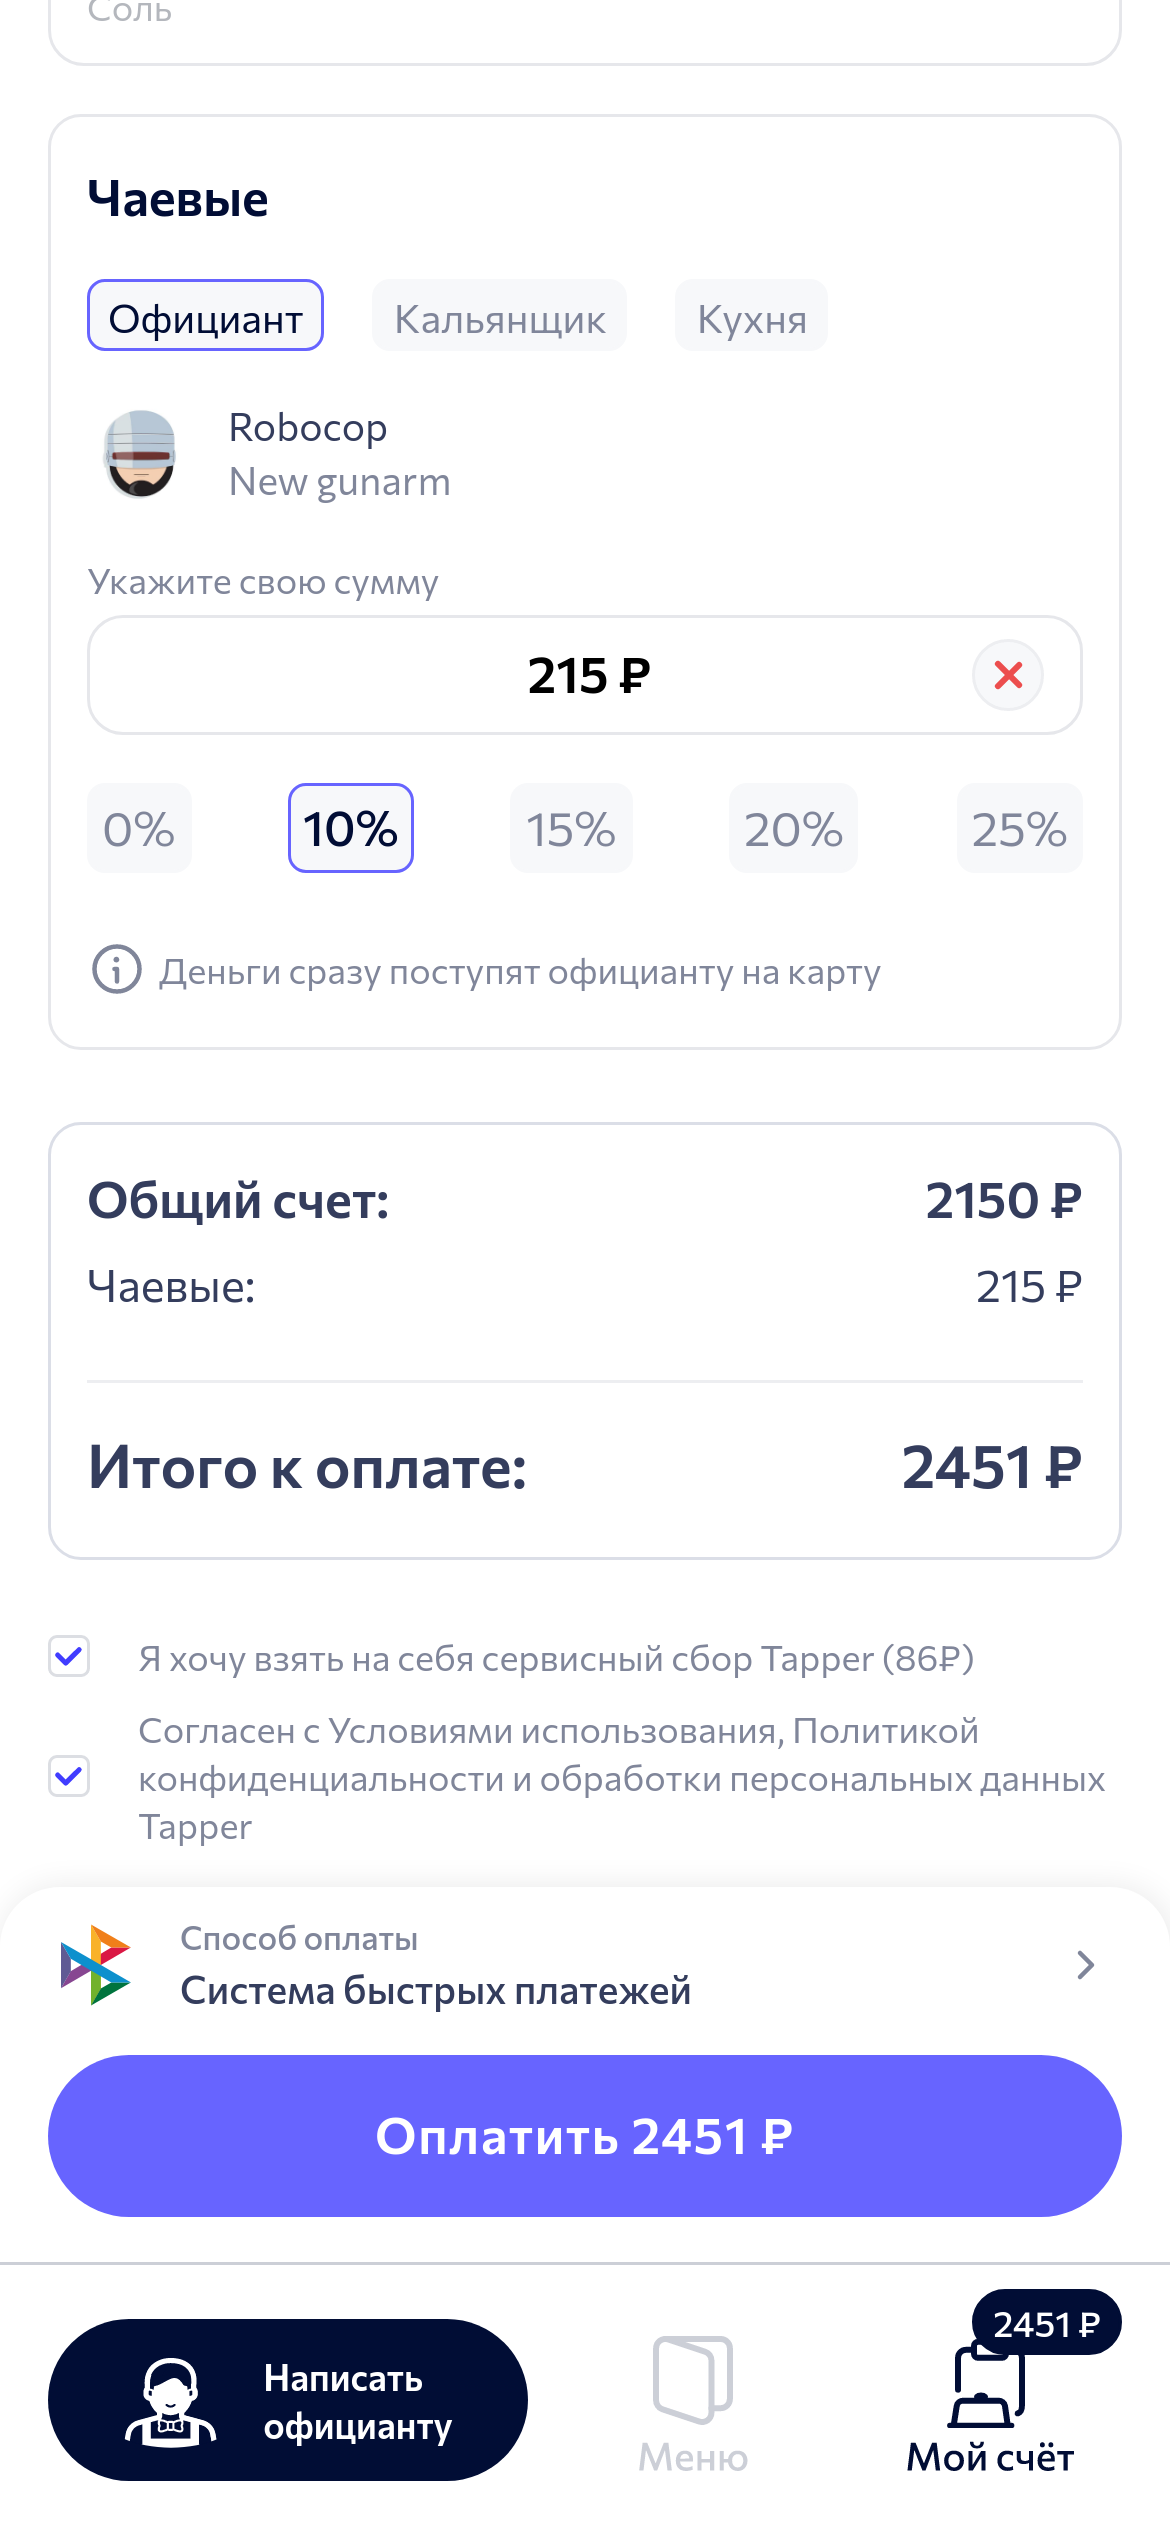 Соль
Чаевые
Официант
Кальянщик
Кухня
Robocop
New gunarm
Укажите свою сумму
215 ₽
0%
10%
15%
20%
25%
Деньги сразу поступят официанту на карту
Общий счет:
2150 ₽
Чаевые:
215 ₽
Итого к оплате:
2451 ₽
Я хочу взять на себя сервисный сбор Tapper (86₽)
Согласен с Условиями использования, Политикой
конфиденциальности и обработки персональных данных
Tapper
Способ оплаты
Система быстрых платежей
Оплатить 2451 ₽
Написать
официанту
Меню
2451 ₽
Мой счёт